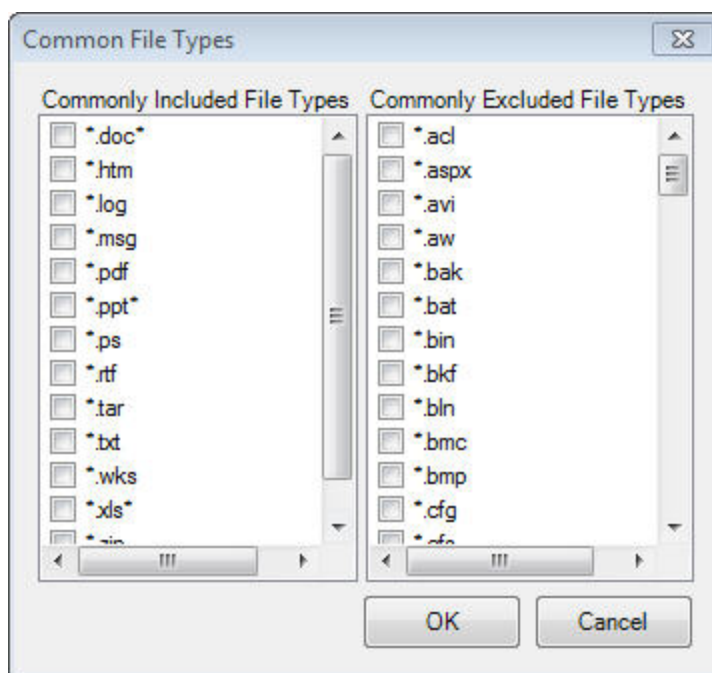 Common File Types
Commonly Included File Types
*.doc*
*.htm
*.log
*.msg
*.pdf
*.ppt*
*.ps
*.rtf
*.tar
*.txt
*.wks
*.xls*
*.zip
Commonly Excluded File Types
*.acl
*.aspx
*.avi
*.aw
*.bak
*.bat
*.bin
*.bkf
*.bln
*.bmc
*.bmp
*.cfg
OK
Cancel